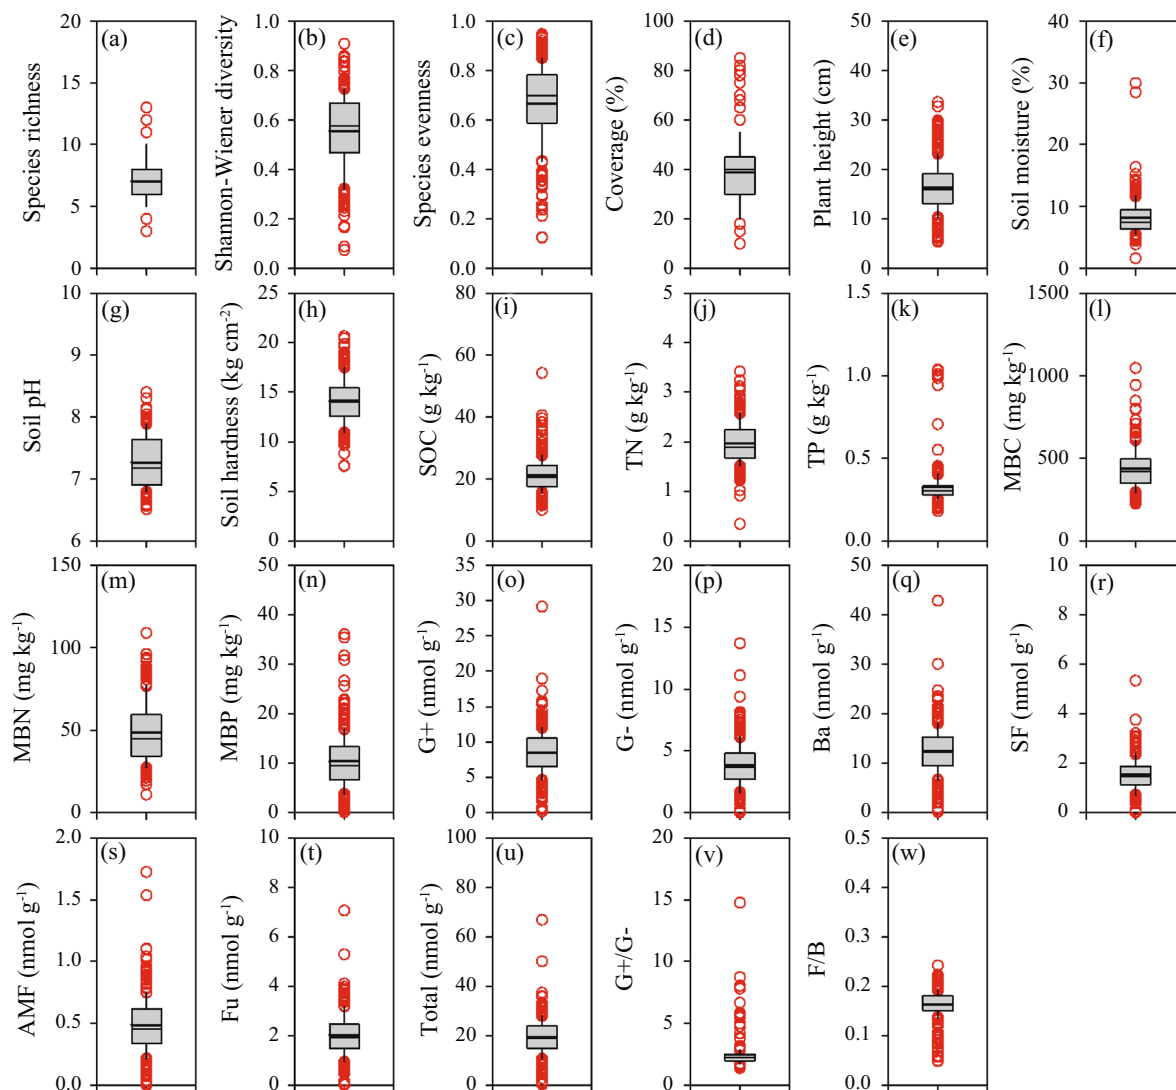 (a)
Species richness
20
15
10
5
0
(b)
Shannon-Wiener diversity
1.0
0.8
0.6
0.4
0.2
0.0
(c)
Species evenness
1.0
0.8
0.6
0.4
0.2
0.0
(d)
Coverage (%)
100
80
60
40
20
0
(e)
Plant height (cm)
50
40
30
20
10
0
(f)
Soil moisture (%)
40
30
20
10
0
(g)
Soil pH
10
9
8
7
6
(h)
Soil hardness (kg cm⁻²)
25
20
15
10
5
0
(i)
SOC (g kg⁻¹)
80
60
40
20
0
(j)
TN (g kg⁻¹)
5
4
3
2
1
0
(k)
TP (g kg⁻¹)
1.5
1.0
0.5
0.0
(l)
MBC (mg kg⁻¹)
1500
1000
500
0
(m)
MBN (mg kg⁻¹)
150
100
50
0
(n)
MBP (mg kg⁻¹)
50
40
30
20
10
0
(o)
G+ (nmol g⁻¹)
35
30
25
20
15
10
5
0
(p)
G- (nmol g⁻¹)
20
15
10
5
0
(q)
Ba (nmol g⁻¹)
50
40
30
20
10
0
(r)
SF (nmol g⁻¹)
10
8
6
4
2
0
(s)
AMF (nmol g⁻¹)
2.0
1.5
1.0
0.5
0.0
(t)
Fu (nmol g⁻¹)
10
8
6
4
2
0
(u)
Total (nmol g⁻¹)
100
80
60
40
20
0
(v)
G+/G-
20
15
10
5
0
(w)
F/B
0.5
0.4
0.3
0.2
0.1
0.0